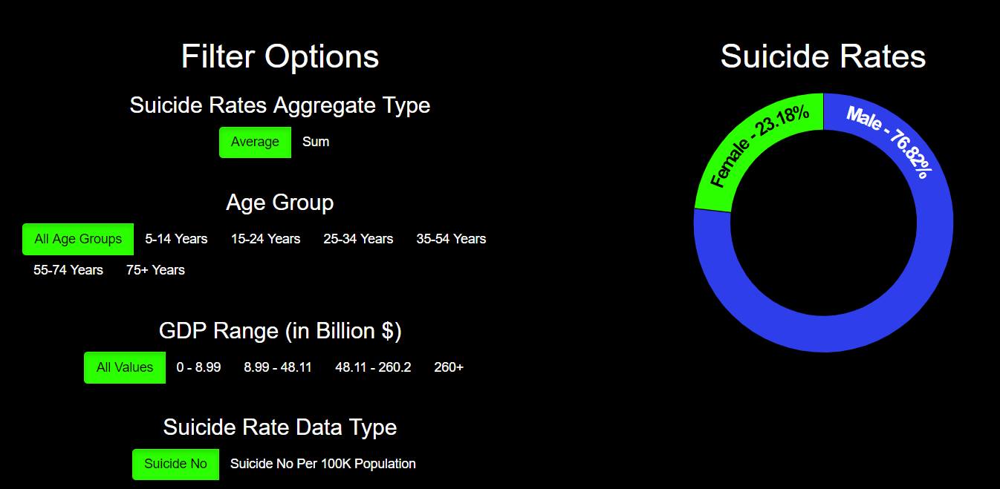 Filter Options
Suicide Rates Aggregate Type
Average Sum
Age Group
All Age Groups 5-14 Years 15-24 Years 25-34 Years 35-54 Years
55-74 Years 75+ Years
GDP Range (in Billion $)
All Values 0 - 8.99 8.99 - 48.11 48.11 - 260.2 260+
Suicide Rate Data Type
Suicide No Suicide No Per 100K Population
Suicide Rates
Female - 23.18%
Male - 76.82%